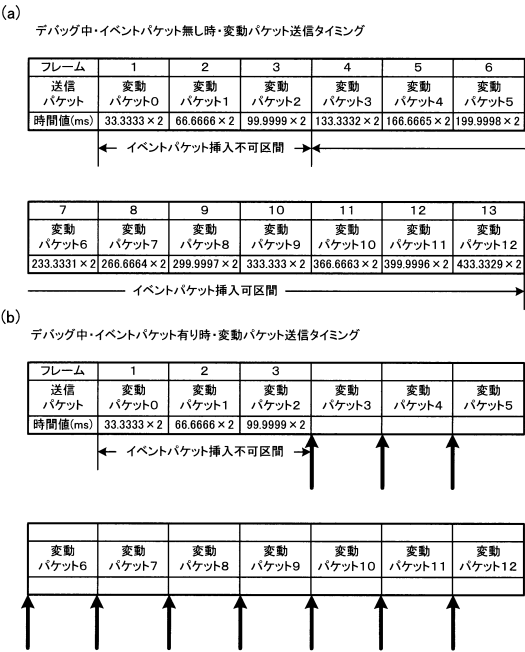 (a)
デバッグ中・イベントパケット無し時・変動パケット送信タイミング
フレーム 1 2 3 4 5 6
送信 変動 変動 変動 変動 変動 変動
パケット パケット0 パケット1 パケット2 パケット3 パケット4 パケット5
時間値(ms) 33.3333×2 66.6666×2 99.9999×2 133.3332×2 166.6665×2 199.9998×2
イベントパケット挿入不可区間
7 8 9 10 11 12 13
変動 変動 変動 変動 変動 変動 変動
パケット6 パケット7 パケット8 パケット9 パケット10 パケット11 パケット12
233.3331×2 266.6664×2 299.9997×2 333.333×2 366.6663×2 399.9996×2 433.3329×2
イベントパケット挿入可区間
(b)
デバッグ中・イベントパケット有り時・変動パケット送信タイミング
フレーム 1 2 3
送信 変動 変動 変動 変動 変動 変動
パケット パケット0 パケット1 パケット2 パケット3 パケット4 パケット5
時間値(ms) 33.3333×2 66.6666×2 99.9999×2
イベントパケット挿入不可区間
変動 変動 変動 変動 変動 変動 変動
パケット6 パケット7 パケット8 パケット9 パケット10 パケット11 パケット12